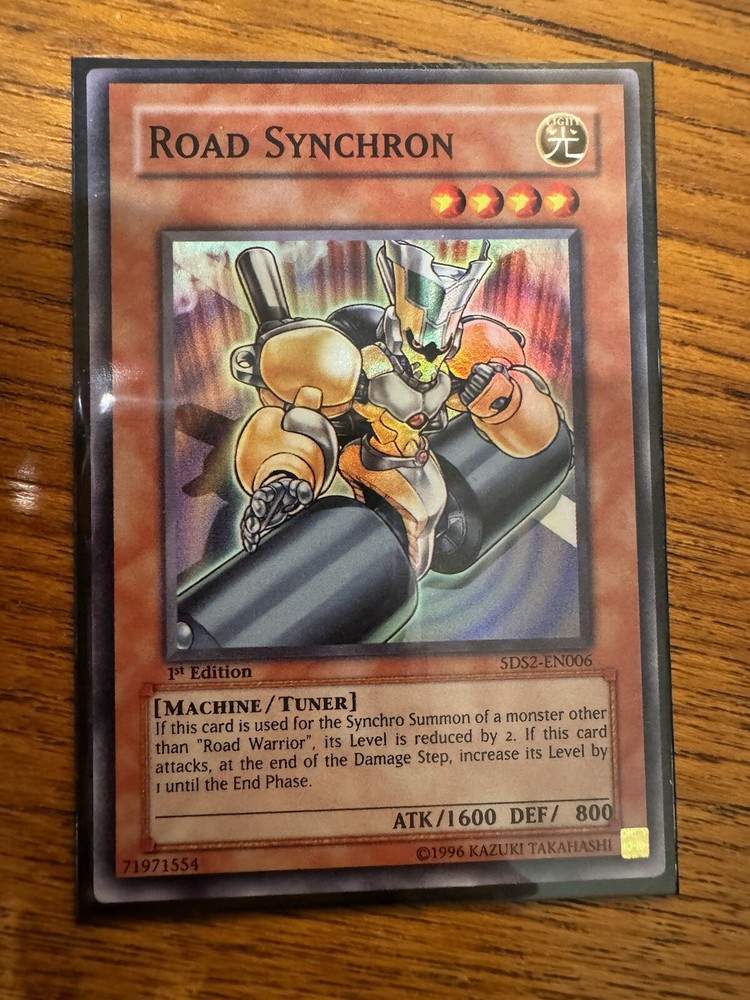 ROAD SYNCHRON
LIGHT
光
5DS2-EN006
1st Edition
[MACHINE/TUNER]
If this card is used for the Synchro Summon of a monster other
than "Road Warrior", its Level is reduced by 2. If this card
attacks, at the end of the Damage Step, increase its Level by
1 until the End Phase.
ATK/1600 DEF/ 800
71971554
©1996 KAZUKI TAKAHASHI